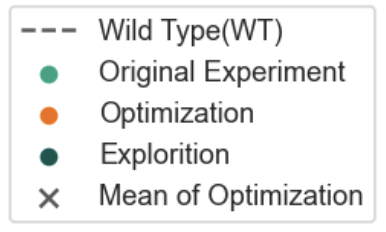 Wild Type(WT)
Original Experiment
Optimization
Explorition
Mean of Optimization